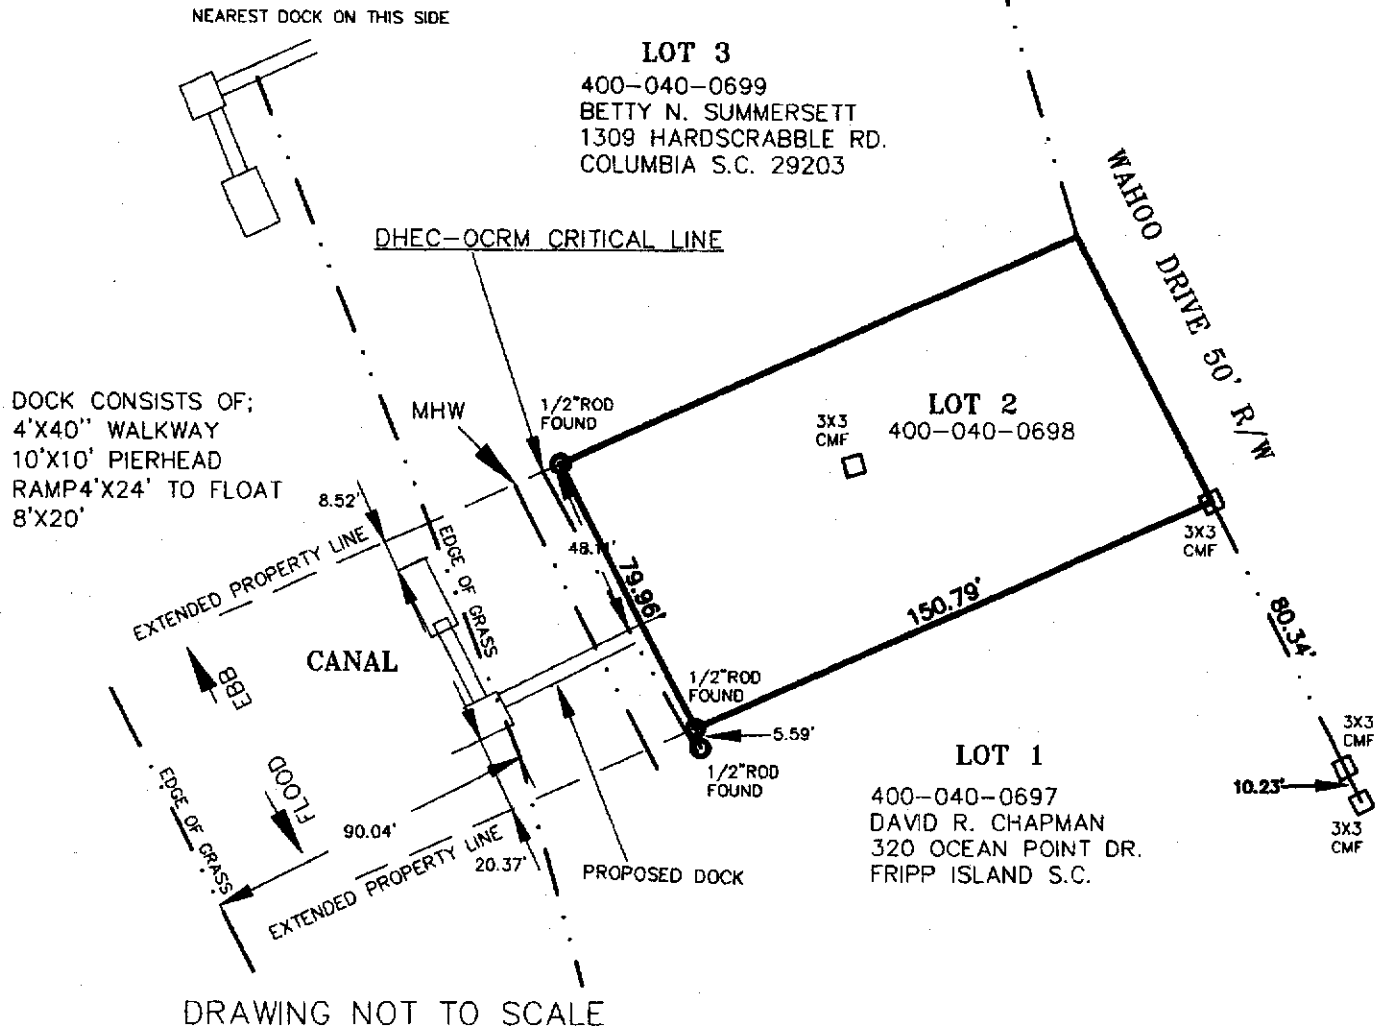 NEAREST DOCK ON THIS SIDE
LOT 3
400-040-0699
BETTY N. SUMMERSETT
1309 HARDSCRABBLE RD.
COLUMBIA S.C. 29203
WAHOO DRIVE 50' R/W
DHEC-OCRM CRITICAL LINE
DOCK CONSISTS OF;
4'X40" WALKWAY
10'X10' PIERHEAD
RAMP4'X24' TO FLOAT
8'X20'
MHW
1/2"ROD
FOUND
LOT 2
400-040-0698
3X3
CMF
8.52'
EXTENDED PROPERTY LINE
EDGE OF GRASS
48.11'
79.96'
3X3
CMF
150.79'
80.34'
CANAL
EBB
FLOOD
EDGE OF GRASS
1/2"ROD
FOUND
5.59'
1/2"ROD
FOUND
LOT 1
400-040-0697
DAVID R. CHAPMAN
320 OCEAN POINT DR.
FRIPP ISLAND S.C.
3X3
CMF
10.23'
3X3
CMF
90.04'
20.37'
EXTENDED PROPERTY LINE
PROPOSED DOCK
DRAWING NOT TO SCALE